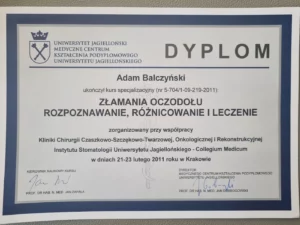 UNIWERSYTET JAGIELLOŃSKI
MEDYCZNE CENTRUM
KSZTAŁCENIA PODYPLOMOWEGO
UNIWERSYTETU JAGIELLOŃSKIEGO
DYPLOM
Adam Balczyński
ukończył kurs specjalizacyjny (nr 5-704/1-09-219-2011)
ZŁAMANIA OCZODOŁU
ROZPOZNAWANIE, RÓŻNICOWANIE I LECZENIE
zorganizowany przy współpracy
Kliniki Chirurgii Czaszkowo-Szczękowo-Twarzowej, Onkologicznej i Rekonstrukcyjnej
Instytutu Stomatologii Uniwersytetu Jagiellońskiego - Collegium Medicum
w dniach 21-23 lutego 2011 roku w Krakowie